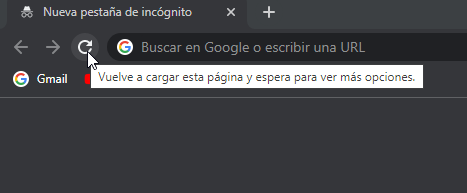 Nueva pestaña de incógnito
Buscar en Google o escribir una URL
Gmail
Vuelve a cargar esta página y espera para ver más opciones.